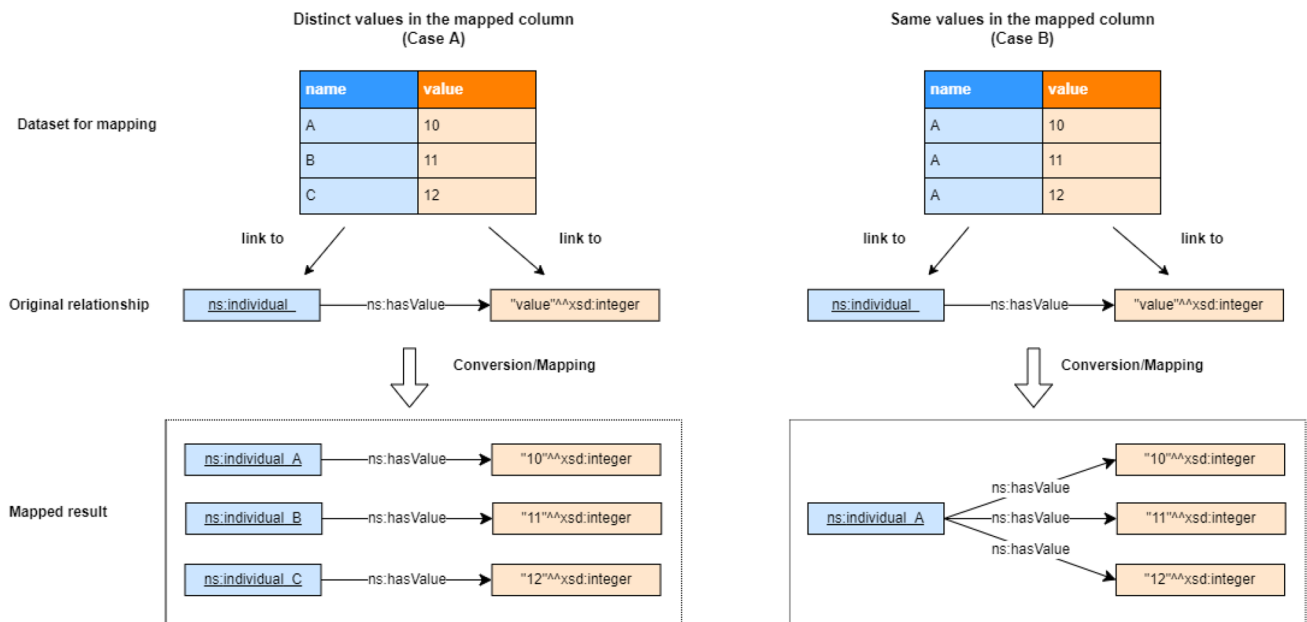 Distinct values in the mapped column
(Case A)
Same values in the mapped column
(Case B)
Dataset for mapping
name value
A 10
B 11
C 12
name value
A 10
A 11
A 12
link to
link to
link to
link to
Original relationship
ns:individual_ ns:hasValue "value"^^xsd:integer
ns:individual_ ns:hasValue "value"^^xsd:integer
Conversion/Mapping
Conversion/Mapping
Mapped result
ns:individual_A ns:hasValue "10"^^xsd:integer
ns:individual_B ns:hasValue "11"^^xsd:integer
ns:individual_C ns:hasValue "12"^^xsd:integer
"10"^^xsd:integer
ns:hasValue
ns:individual_A ns:hasValue "11"^^xsd:integer
ns:hasValue
"12"^^xsd:integer